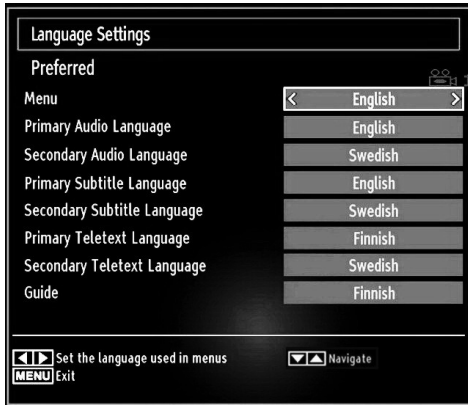 Language Settings
Preferred
Menu English
Primary Audio Language English
Secondary Audio Language Swedish
Primary Subtitle Language English
Secondary Subtitle Language Swedish
Primary Teletext Language Finnish
Secondary Teletext Language Swedish
Guide Finnish
Set the language used in menus Navigate
MENU Exit